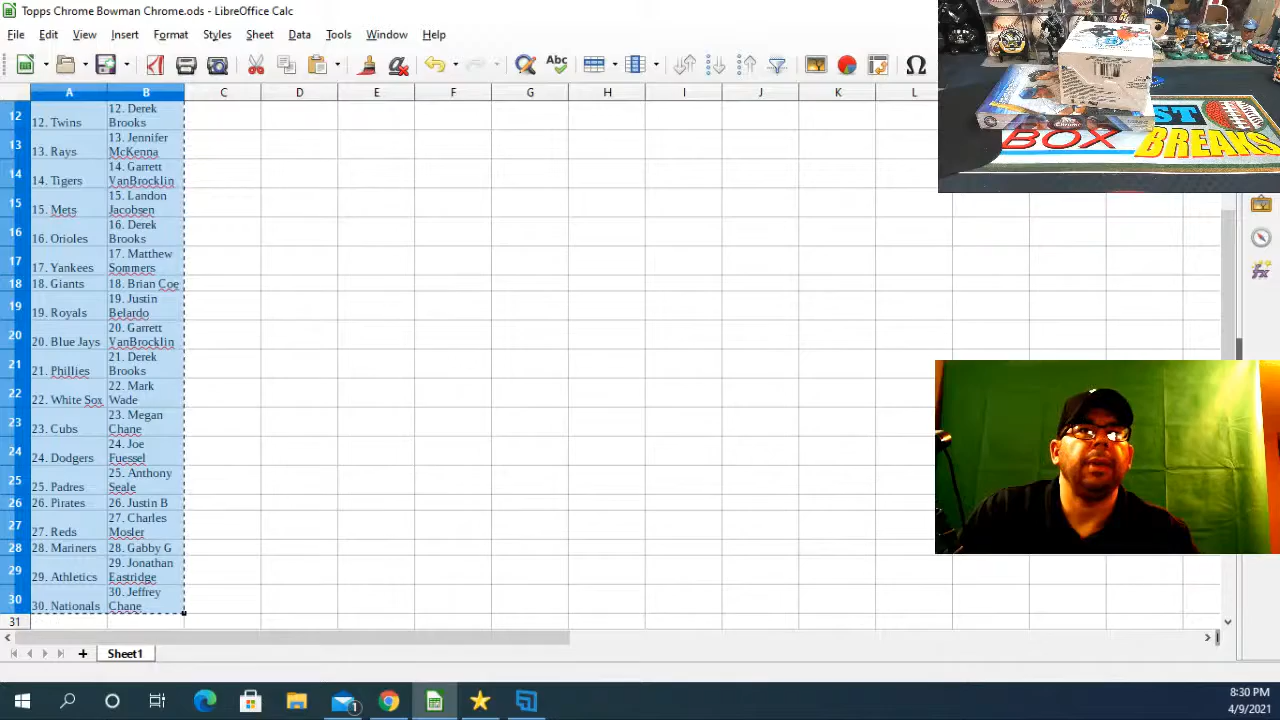 Topps Chrome Bowman Chrome.ods - LibreOffice Calc
File Edit View Insert Format Styles Sheet Data Tools Window Help
A B C D E F G H I J K L
12 12. Twins 12. Derek
Brooks
13 13. Rays 13. Jennifer
McKenna
14 14. Tigers 14. Garrett
VanBrocklin
15 15. Mets 15. Landon
Jacobsen
16 16. Orioles 16. Derek
Brooks
17 17. Yankees 17. Matthew
Sommers
18 18. Giants 18. Brian Coe
19 19. Royals 19. Justin
Belardo
20 20. Blue Jays 20. Garrett
VanBrocklin
21 21. Phillies 21. Derek
Brooks
22 22. White Sox 22. Mark
Wade
23 23. Cubs 23. Megan
Chane
24 24. Dodgers 24. Joe
Fuessel
25 25. Padres 25. Anthony
Seale
26 26. Pirates 26. Justin B
27 27. Reds 27. Charles
Mosler
28 28. Mariners 28. Gabby G
29 29. Athletics 29. Jonathan
Eastridge
30 30. Nationals 30. Jeffrey
Chane
31
Sheet1
ST
BOX BREAKS
8:30 PM
4/9/2021